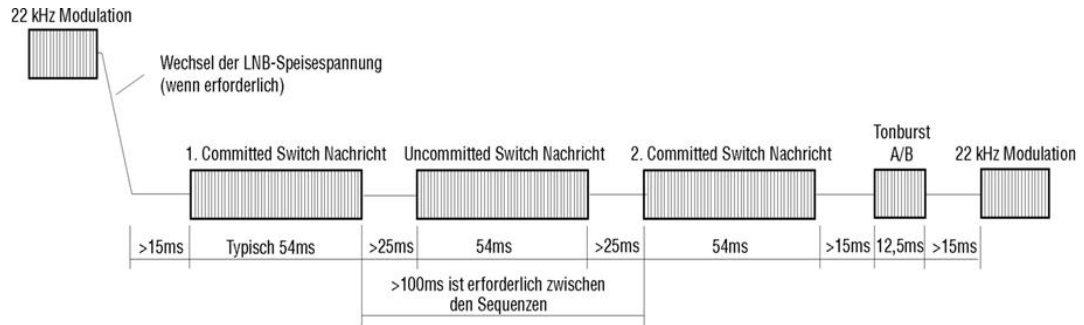 22 kHz Modulation
Wechsel der LNB-Speisespannung
(wenn erforderlich)
Tonburst
A/B
1. Committed Switch Nachricht
Uncommitted Switch Nachricht
2. Committed Switch Nachricht
22 kHz Modulation
>15ms
Typisch 54ms
>25ms
54ms
>25ms
54ms
>15ms
12,5ms
>15ms
>100ms ist erforderlich zwischen
den Sequenzen